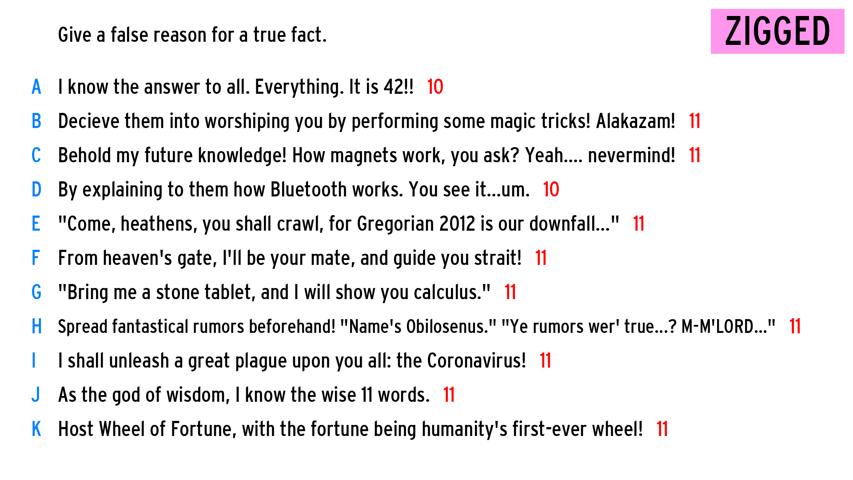 Give a false reason for a true fact.
ZIGGED
A I know the answer to all. Everything. It is 42!! 10
B Decieve them into worshiping you by performing some magic tricks! Alakazam! 11
C Behold my future knowledge! How magnets work, you ask? Yeah.... nevermind! 11
D By explaining to them how Bluetooth works. You see it...um. 10
E "Come, heathens, you shall crawl, for Gregorian 2012 is our downfall..." 11
F From heaven's gate, I'll be your mate, and guide you strait! 11
G "Bring me a stone tablet, and I will show you calculus." 11
H Spread fantastical rumors beforehand! "Name's Obilosenus." "Ye rumors wer' true...? M-M'LORD..." 11
I I shall unleash a great plague upon you all: the Coronavirus! 11
J As the god of wisdom, I know the wise 11 words. 11
K Host Wheel of Fortune, with the fortune being humanity's first-ever wheel! 11